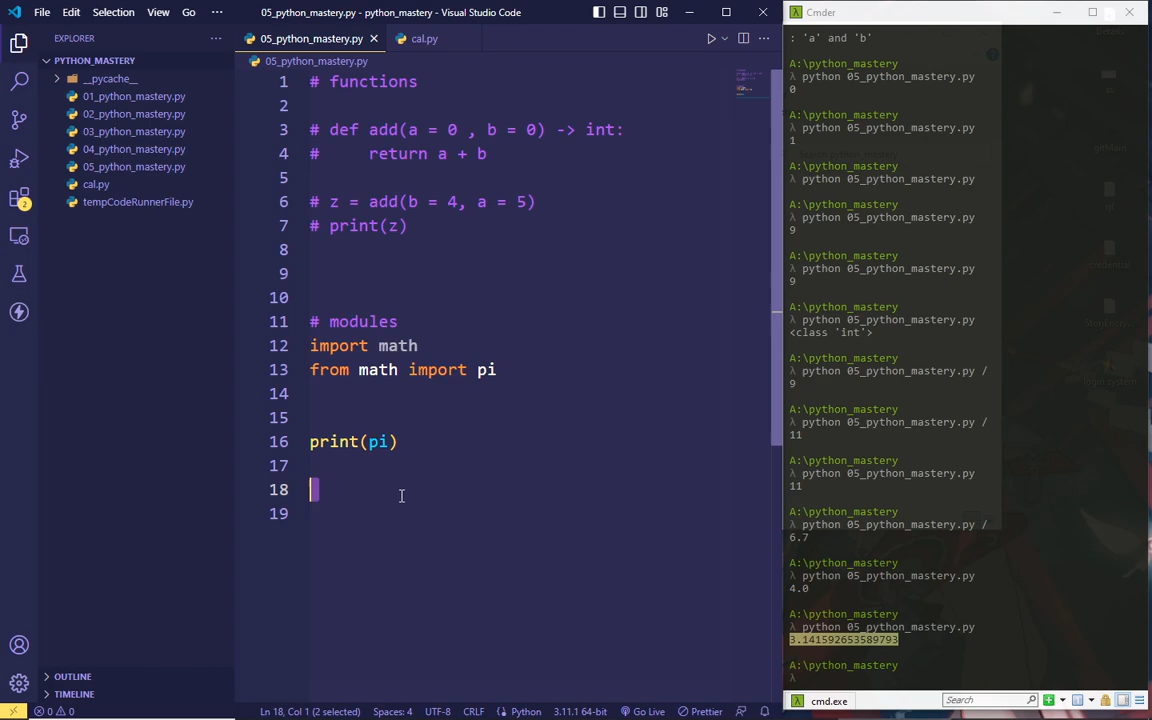 File Edit Selection View Go ··· 05_python_mastery.py - python_mastery - Visual Studio Code
EXPLORER
PYTHON_MASTERY
__pycache__
01_python_mastery.py
02_python_mastery.py
03_python_mastery.py
04_python_mastery.py
05_python_mastery.py
cal.py
tempCodeRunnerFile.py
OUTLINE
TIMELINE
2
05_python_mastery.py cal.py
05_python_mastery.py
1 # functions
2
3 # def add(a = 0 , b = 0) -> int:
4 #     return a + b
5
6 # z = add(b = 4, a = 5)
7 # print(z)
8
9
10
11 # modules
12 import math
13 from math import pi
14
15
16 print(pi)
17
18
19
0 0 Ln 18, Col 1 (2 selected) Spaces: 4 UTF-8 CRLF Python 3.11.1 64-bit Go Live Prettier
Cmder
: 'a' and 'b'
A:\python_mastery
λ python 05_python_mastery.py
0
A:\python_mastery
λ python 05_python_mastery.py
1
A:\python_mastery
λ python 05_python_mastery.py
A:\python_mastery
λ python 05_python_mastery.py
9
A:\python_mastery
λ python 05_python_mastery.py
9
A:\python_mastery
λ python 05_python_mastery.py
<class 'int'>
A:\python_mastery
λ python 05_python_mastery.py /
9
A:\python_mastery
λ python 05_python_mastery.py /
11
A:\python_mastery
λ python 05_python_mastery.py
11
A:\python_mastery
λ python 05_python_mastery.py /
6.7
A:\python_mastery
λ python 05_python_mastery.py
4.0
A:\python_mastery
λ python 05_python_mastery.py
3.141592653589793
A:\python_mastery
λ
cmd.exe Search